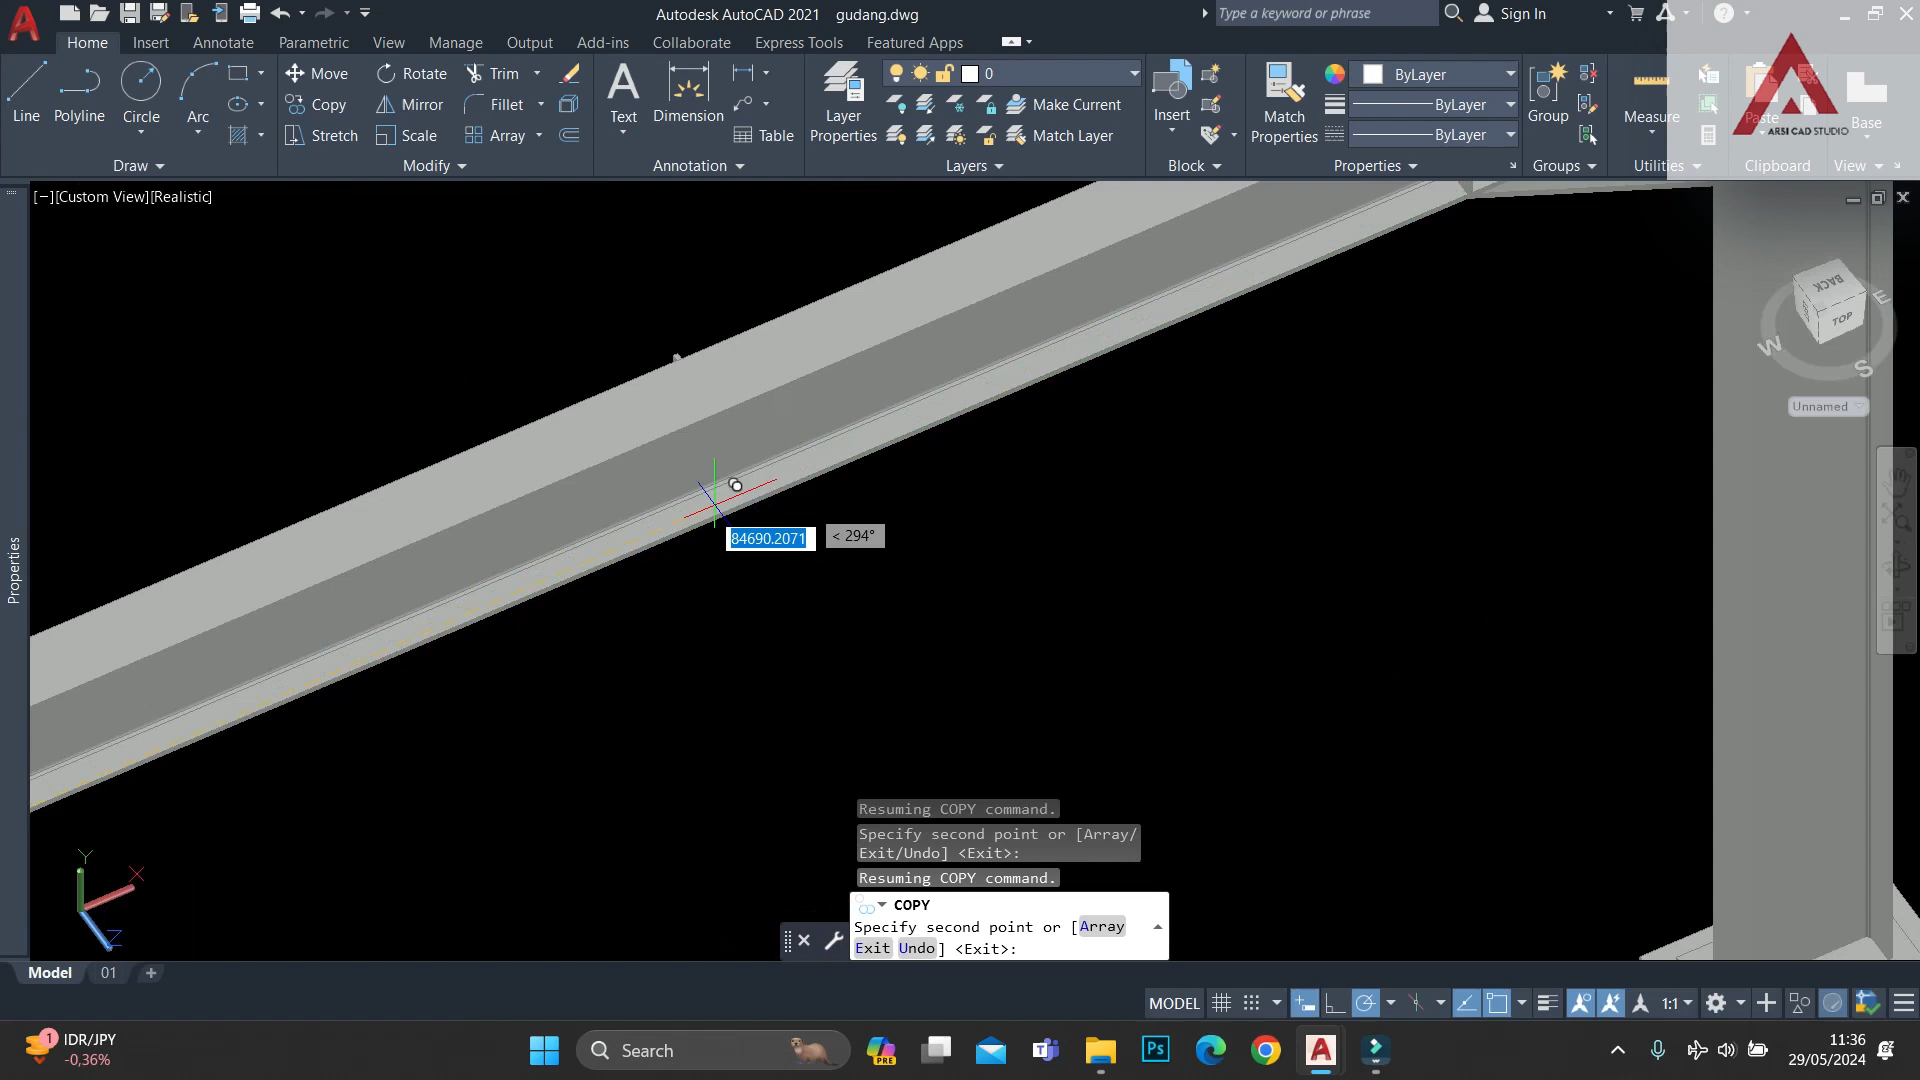 Autodesk AutoCAD 2021 gudang.dwg
Type a keyword or phrase
Sign In
Home Insert Annotate Parametric View Manage Output Add-ins Collaborate Express Tools Featured Apps
Line Polyline Circle Arc
Move Rotate Trim
Copy Mirror Fillet
Stretch Scale Array
Text Dimension Table
Layer Properties
0
Make Current
Match Layer
Insert
Match Properties
ByLayer
ByLayer
ByLayer
Group
Measure
Paste
Base
ARSI CAD STUDIO
Draw Modify Annotation Layers Block Properties Groups Utilities Clipboard View
[−][Custom View][Realistic]
BACK
TOP
E
W
S
Unnamed
Properties
84690.2071 < 294°
Y
X
Z
Resuming COPY command.
Specify second point or [Array/
Exit/Undo] <Exit>:
Resuming COPY command.
COPY
Specify second point or [Array
Exit Undo] <Exit>:
Model 01
MODEL
1:1
1
IDR/JPY
-0,36%
Search
PRE
Ps
11:36
29/05/2024